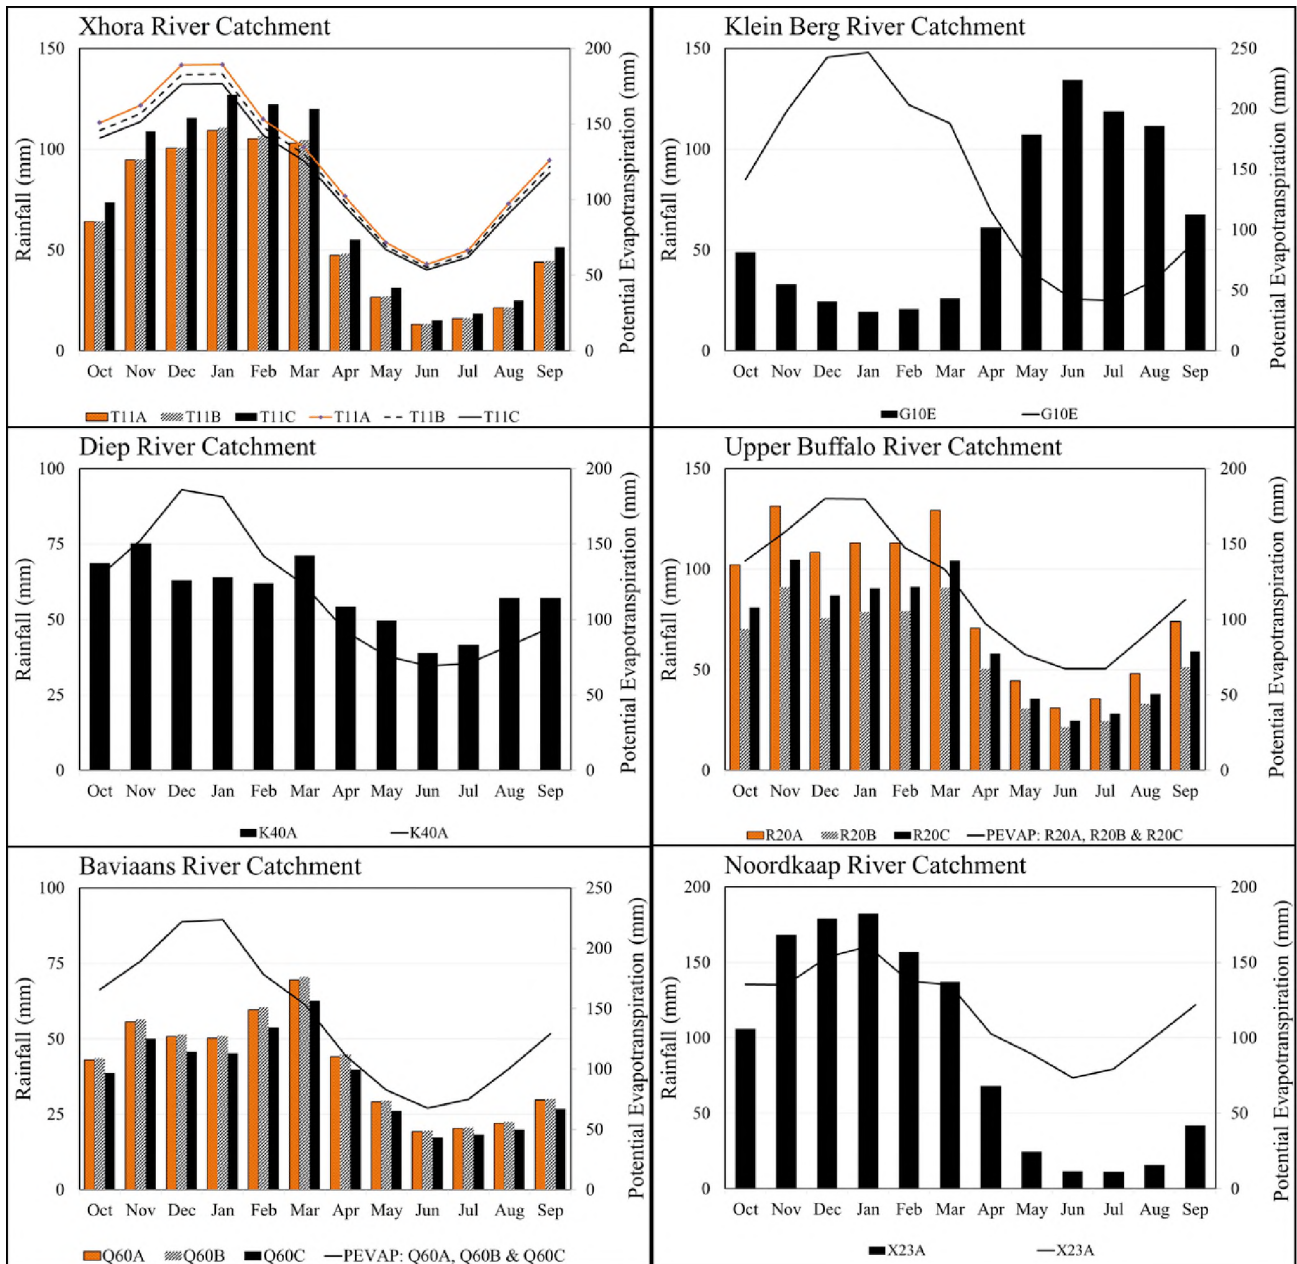 Xhora River Catchment
150
100
50
0
Rainfall (mm)
200
150
100
50
0
Potential Evapotranspiration (mm)
Oct Nov Dec Jan Feb Mar Apr May Jun Jul Aug Sep
T11A T11B T11C T11A T11B T11C
Klein Berg River Catchment
150
100
50
0
Rainfall (mm)
250
200
150
100
50
0
Potential Evapotranspiration (mm)
Oct Nov Dec Jan Feb Mar Apr May Jun Jul Aug Sep
G10E G10E
Diep River Catchment
100
75
50
25
0
Rainfall (mm)
200
150
100
50
0
Potential Evapotranspiration (mm)
Oct Nov Dec Jan Feb Mar Apr May Jun Jul Aug Sep
K40A K40A
Upper Buffalo River Catchment
150
100
50
0
Rainfall (mm)
200
150
100
50
0
Potential Evapotranspiration (mm)
Oct Nov Dec Jan Feb Mar Apr May Jun Jul Aug Sep
R20A R20B R20C PEVAP: R20A, R20B & R20C
Baviaans River Catchment
100
75
50
25
0
Rainfall (mm)
250
200
150
100
50
0
Potential Evapotranspiration (mm)
Oct Nov Dec Jan Feb Mar Apr May Jun Jul Aug Sep
Q60A Q60B Q60C PEVAP: Q60A, Q60B & Q60C
Noordkaap River Catchment
200
150
100
50
0
Rainfall (mm)
200
150
100
50
0
Potential Evapotranspiration (mm)
Oct Nov Dec Jan Feb Mar Apr May Jun Jul Aug Sep
X23A X23A